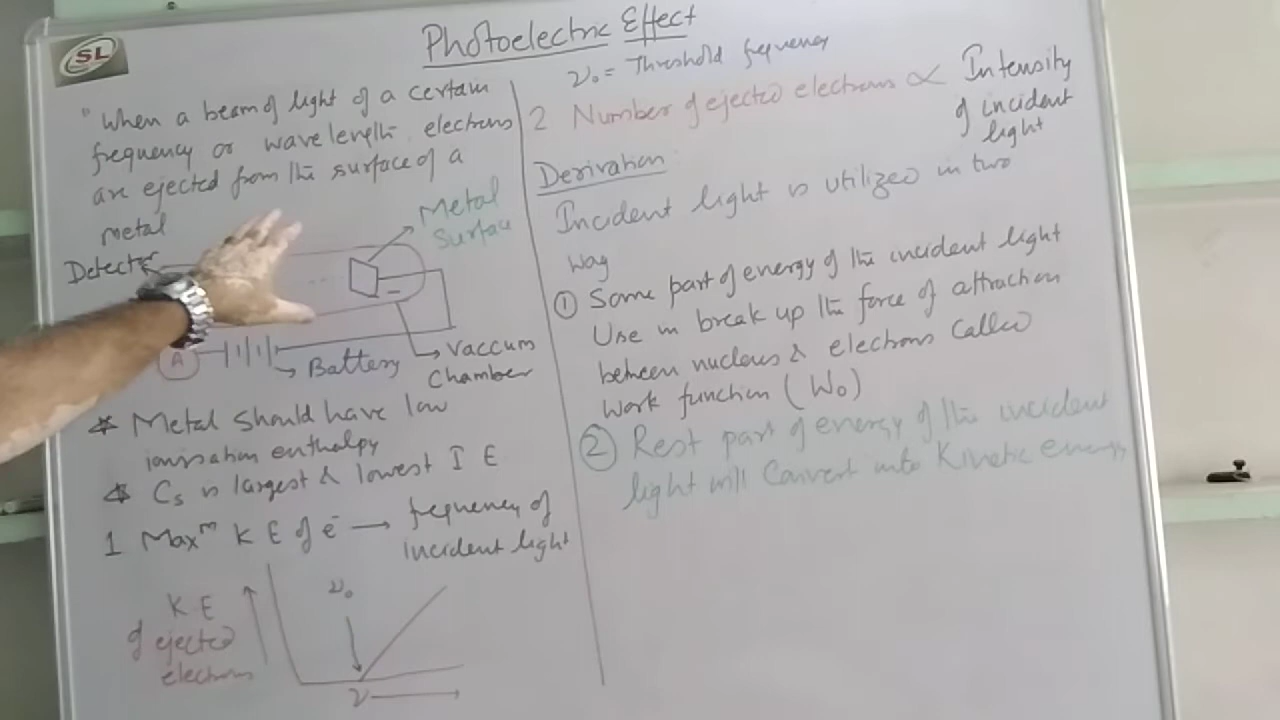 SL
Photoelectric Effect
"When a beam of light of a certain
frequency or wavelength electrons
are ejected from the surface of a
metal
Metal
Surface
Detector
A
Battery
Vaccum
Chamber
* Metal should have low
ionisation enthalpy
* Cs is largest & lowest I E
1 Maxᵐ K E of e⁻ → frequency of
incident light
K E
of ejected
electrons
ν₀
ν
ν₀ = Threshold frequency
2 Number of ejected electrons ∝ Intensity
of incident
light
Derivation
Incident light is utilized in two
way
① Some part of energy of the incident light
Use in break up the force of attraction
between nucleus & electrons called
Work function (W₀)
② Rest part of energy of the incident
light will Convert into Kinetic energy